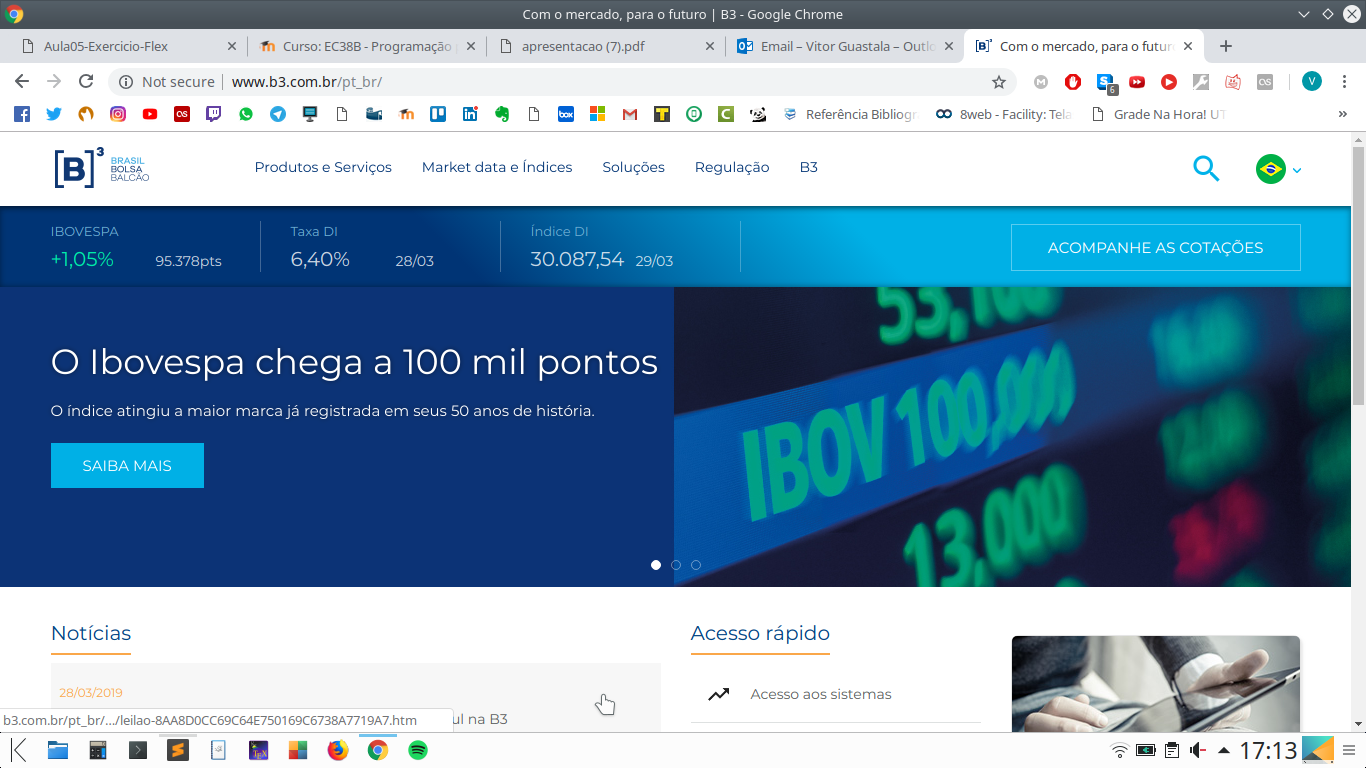 Com o mercado, para o futuro | B3 - Google Chrome
Aula05-Exercicio-Flex
Curso: EC38B - Programação
apresentacao (7).pdf
Email – Vitor Guastala – Outlo
Com o mercado, para o futur
Not secure | www.b3.com.br/pt_br/
6
V
Referência Bibliogr
8web - Facility: Tela
Grade Na Hora! UT
[B]³ BRASIL
BOLSA
BALCÃO
Produtos e Serviços
Market data e Índices
Soluções
Regulação
B3
IBOVESPA
+1,05% 95.378pts
Taxa DI
6,40% 28/03
Índice DI
30.087,54 29/03
ACOMPANHE AS COTAÇÕES
O Ibovespa chega a 100 mil pontos
O índice atingiu a maior marca já registrada em seus 50 anos de história.
SAIBA MAIS
53,100
IBOV 100,000
13,000
Notícias
28/03/2019
ul na B3
Acesso rápido
Acesso aos sistemas
b3.com.br/pt_br/.../leilao-8AA8D0CC69C64E750169C6738A7719A7.htm
17:13